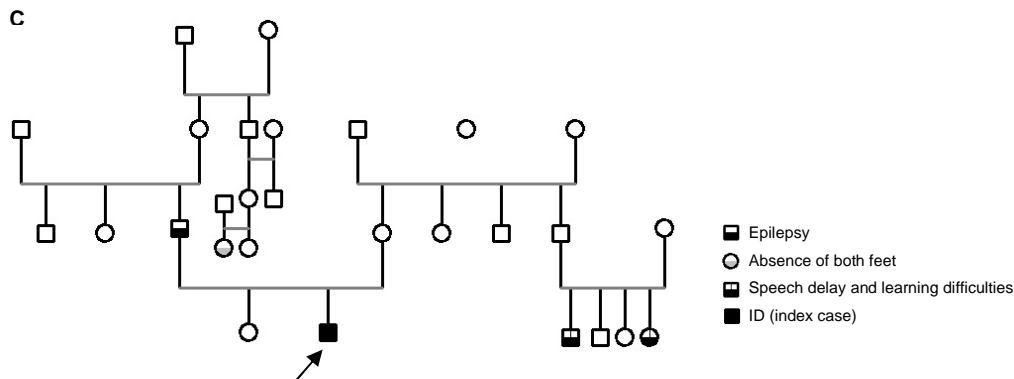 C
Epilepsy
Absence of both feet
Speech delay and learning difficulties
ID (index case)